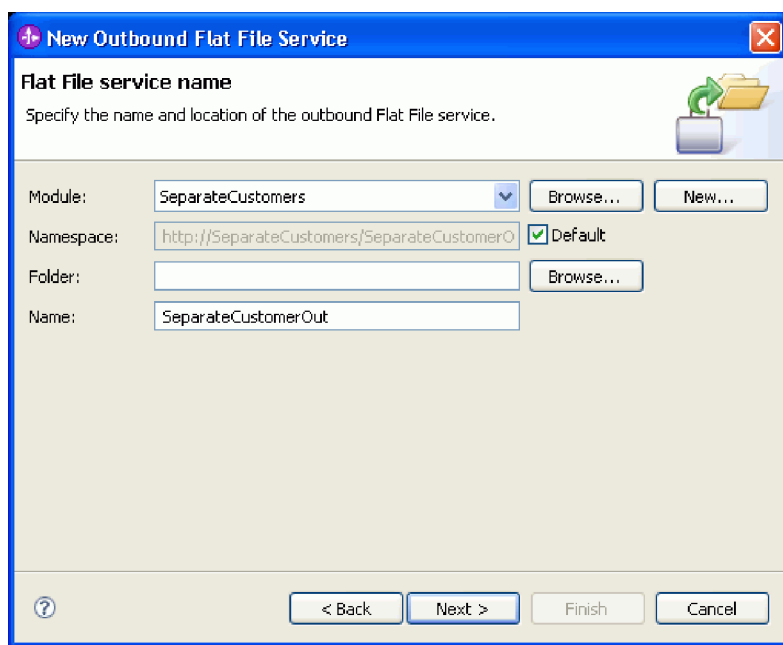 New Outbound Flat File Service
Flat File service name
Specify the name and location of the outbound Flat File service.
Module: SeparateCustomers Browse... New...
Namespace: http://SeparateCustomers/SeparateCustomerO Default
Folder: Browse...
Name: SeparateCustomerOut
? < Back Next > Finish Cancel